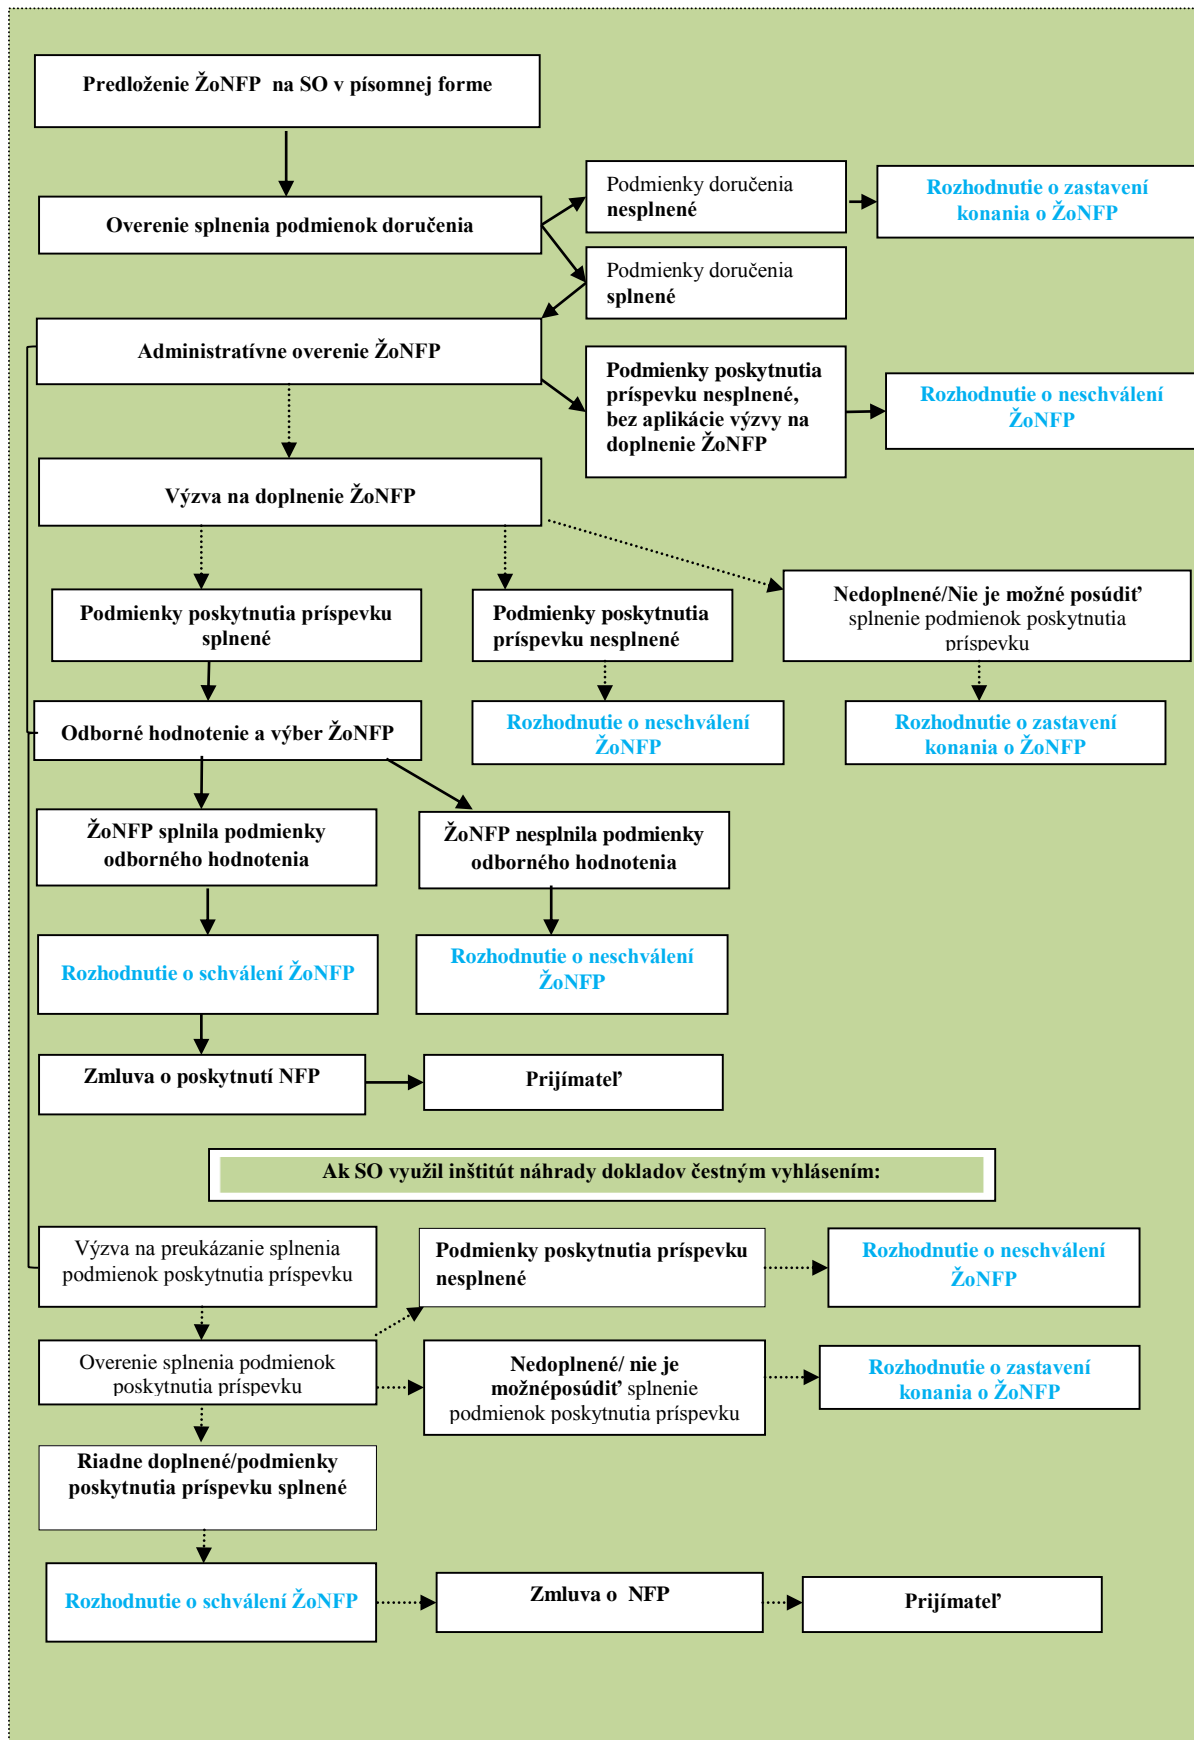 Predloženie ŽoNFP na SO v písomnej forme
Overenie splnenia podmienok doručenia
Podmienky doručenia
nesplnené
Rozhodnutie o zastavení
konania o ŽoNFP
Podmienky doručenia
splnené
Administratívne overenie ŽoNFP
Podmienky poskytnutia
príspevku nesplnené,
bez aplikácie výzvy na
doplnenie ŽoNFP
Rozhodnutie o neschválení
ŽoNFP
Výzva na doplnenie ŽoNFP
Podmienky poskytnutia príspevku
splnené
Podmienky poskytnutia
príspevku nesplnené
Nedoplnené/Nie je možné posúdiť
splnenie podmienok poskytnutia
príspevku
Odborné hodnotenie a výber ŽoNFP
Rozhodnutie o neschválení
ŽoNFP
Rozhodnutie o zastavení
konania o ŽoNFP
ŽoNFP splnila podmienky
odborného hodnotenia
ŽoNFP nesplnila podmienky
odborného hodnotenia
Rozhodnutie o schválení ŽoNFP
Rozhodnutie o neschválení
ŽoNFP
Zmluva o poskytnutí NFP
Prijímateľ
Ak SO využil inštitút náhrady dokladov čestným vyhlásením:
Výzva na preukázanie splnenia
podmienok poskytnutia príspevku
Podmienky poskytnutia príspevku
nesplnené
Rozhodnutie o neschválení
ŽoNFP
Overenie splnenia podmienok
poskytnutia príspevku
Nedoplnené/ nie je
možnéposúdiť splnenie
podmienok poskytnutia príspevku
Rozhodnutie o zastavení
konania o ŽoNFP
Riadne doplnené/podmienky
poskytnutia príspevku splnené
Rozhodnutie o schválení ŽoNFP
Zmluva o NFP
Prijímateľ